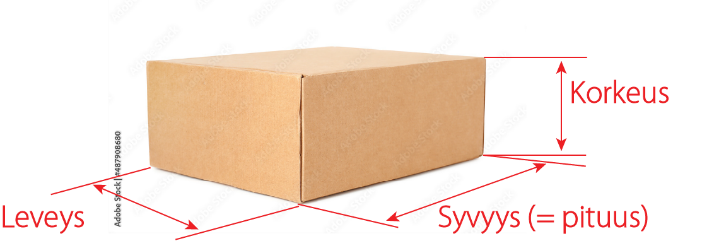 Korkeus
Leveys
Syvyys (= pituus)
Adobe Stock | #487908680